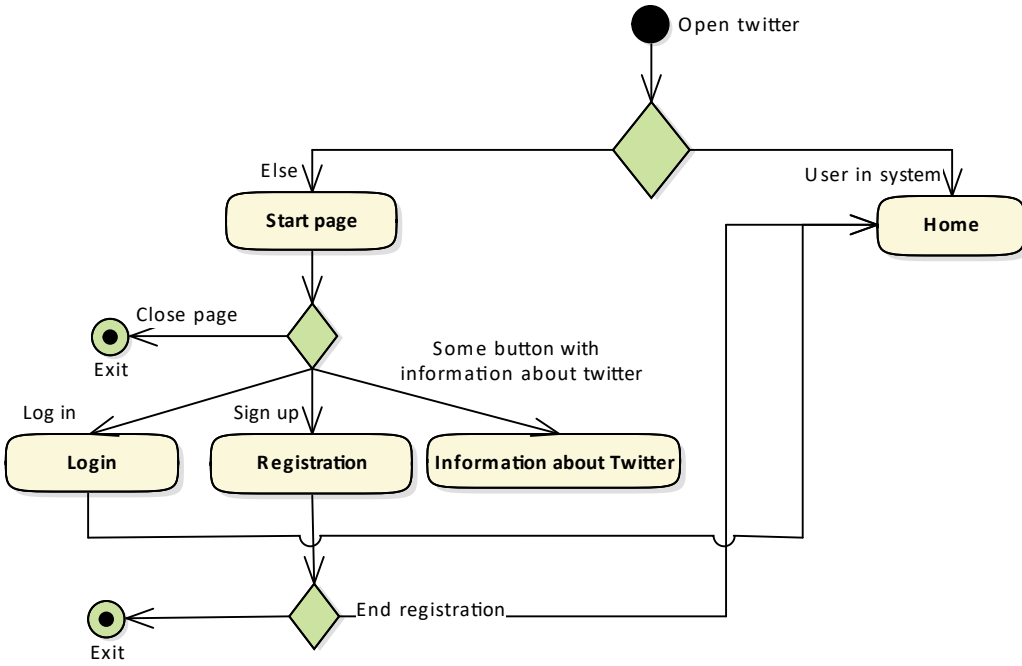 Open twitter
Else
User in system
Start page
Home
Close page
Exit
Some button with
information about twitter
Log in
Sign up
Login
Registration
Information about Twitter
End registration
Exit